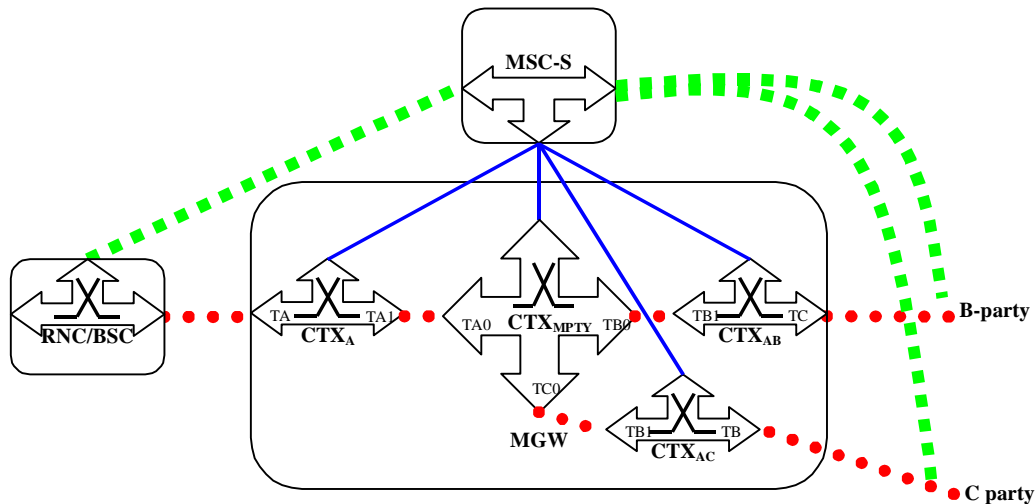 MSC-S
RNC/BSC
TA TA1
CTXA
TA0 CTXMPTY TB0
TC0
TB1 TC
CTXAB
B-party
MGW
TB1 TB
CTXAC
C party